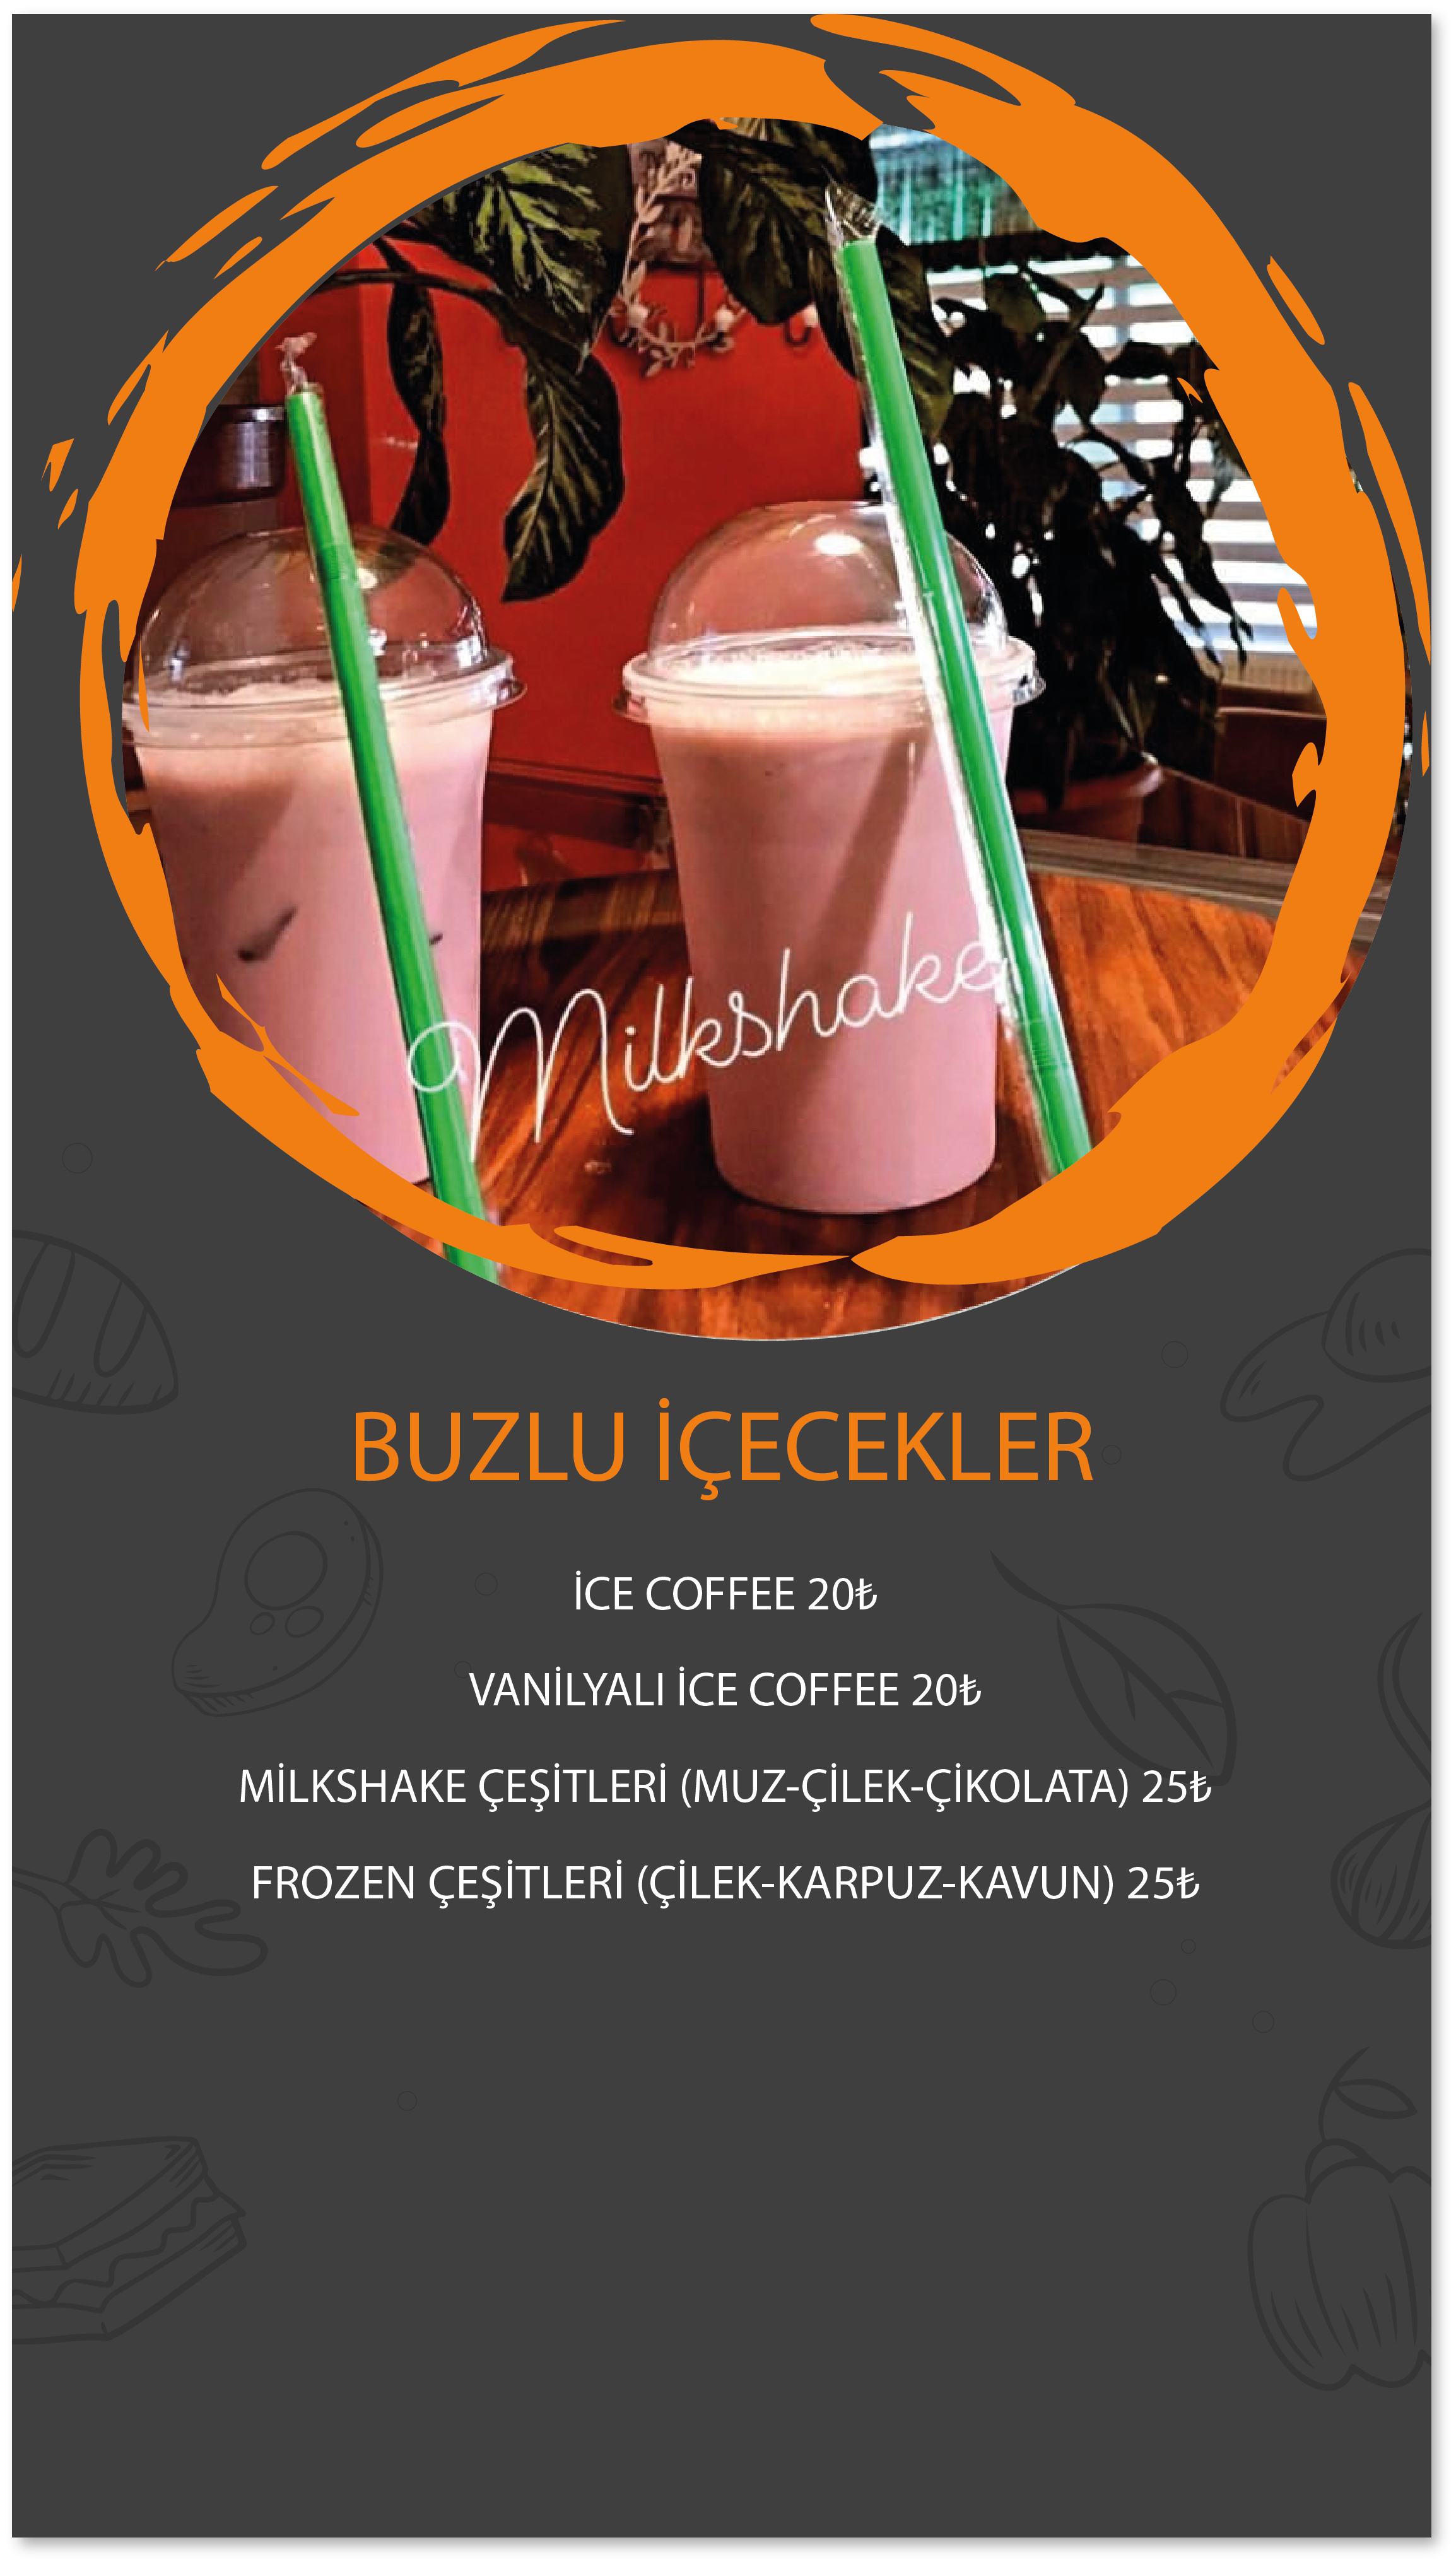 Milkshake
BUZLU İÇECEKLER
İCE COFFEE 20₺
VANİLYALI İCE COFFEE 20₺
MİLKSHAKE ÇEŞİTLERİ (MUZ-ÇİLEK-ÇİKOLATA) 25₺
FROZEN ÇEŞİTLERİ (ÇİLEK-KARPUZ-KAVUN) 25₺